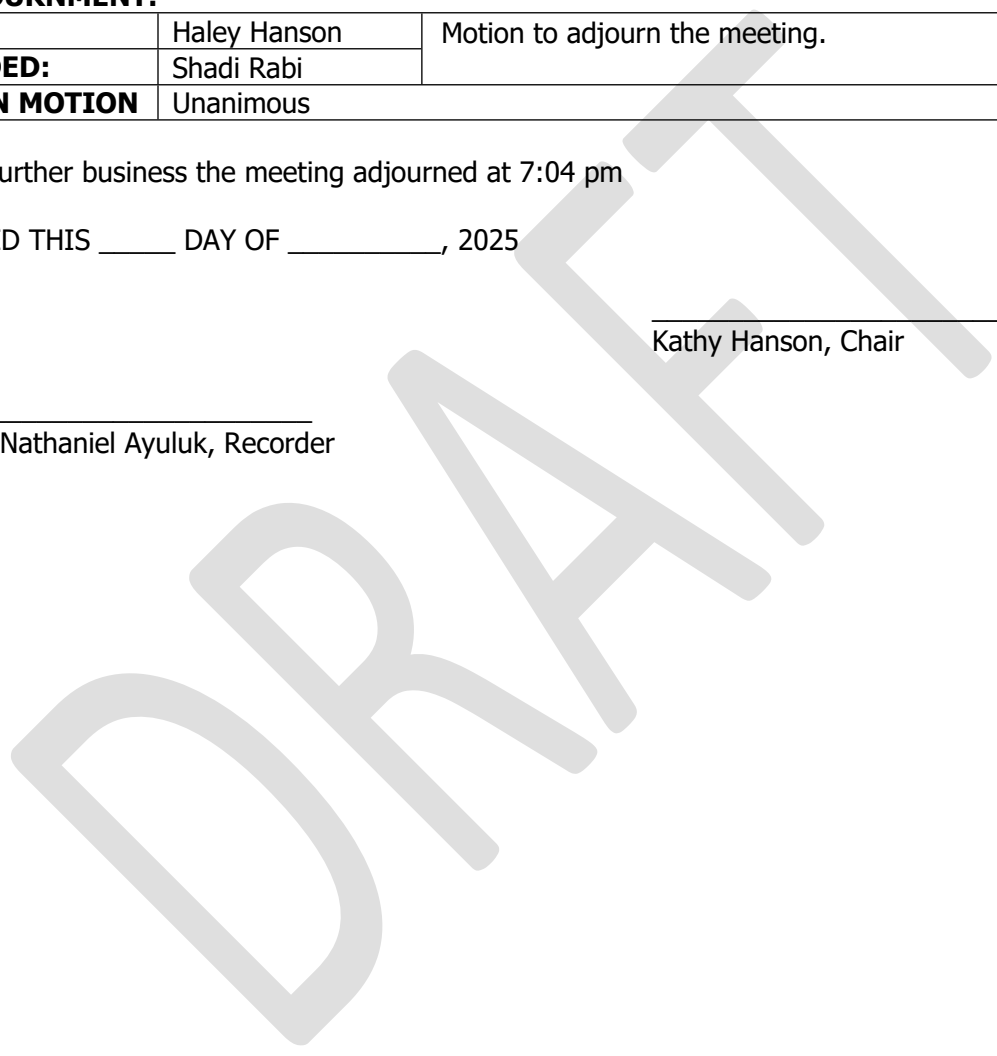 OURNMENT:
Haley Hanson Motion to adjourn the meeting.
DED: Shadi Rabi
N MOTION Unanimous
urther business the meeting adjourned at 7:04 pm
ED THIS _____ DAY OF __________, 2025
Kathy Hanson, Chair
Nathaniel Ayuluk, Recorder
DRAFT